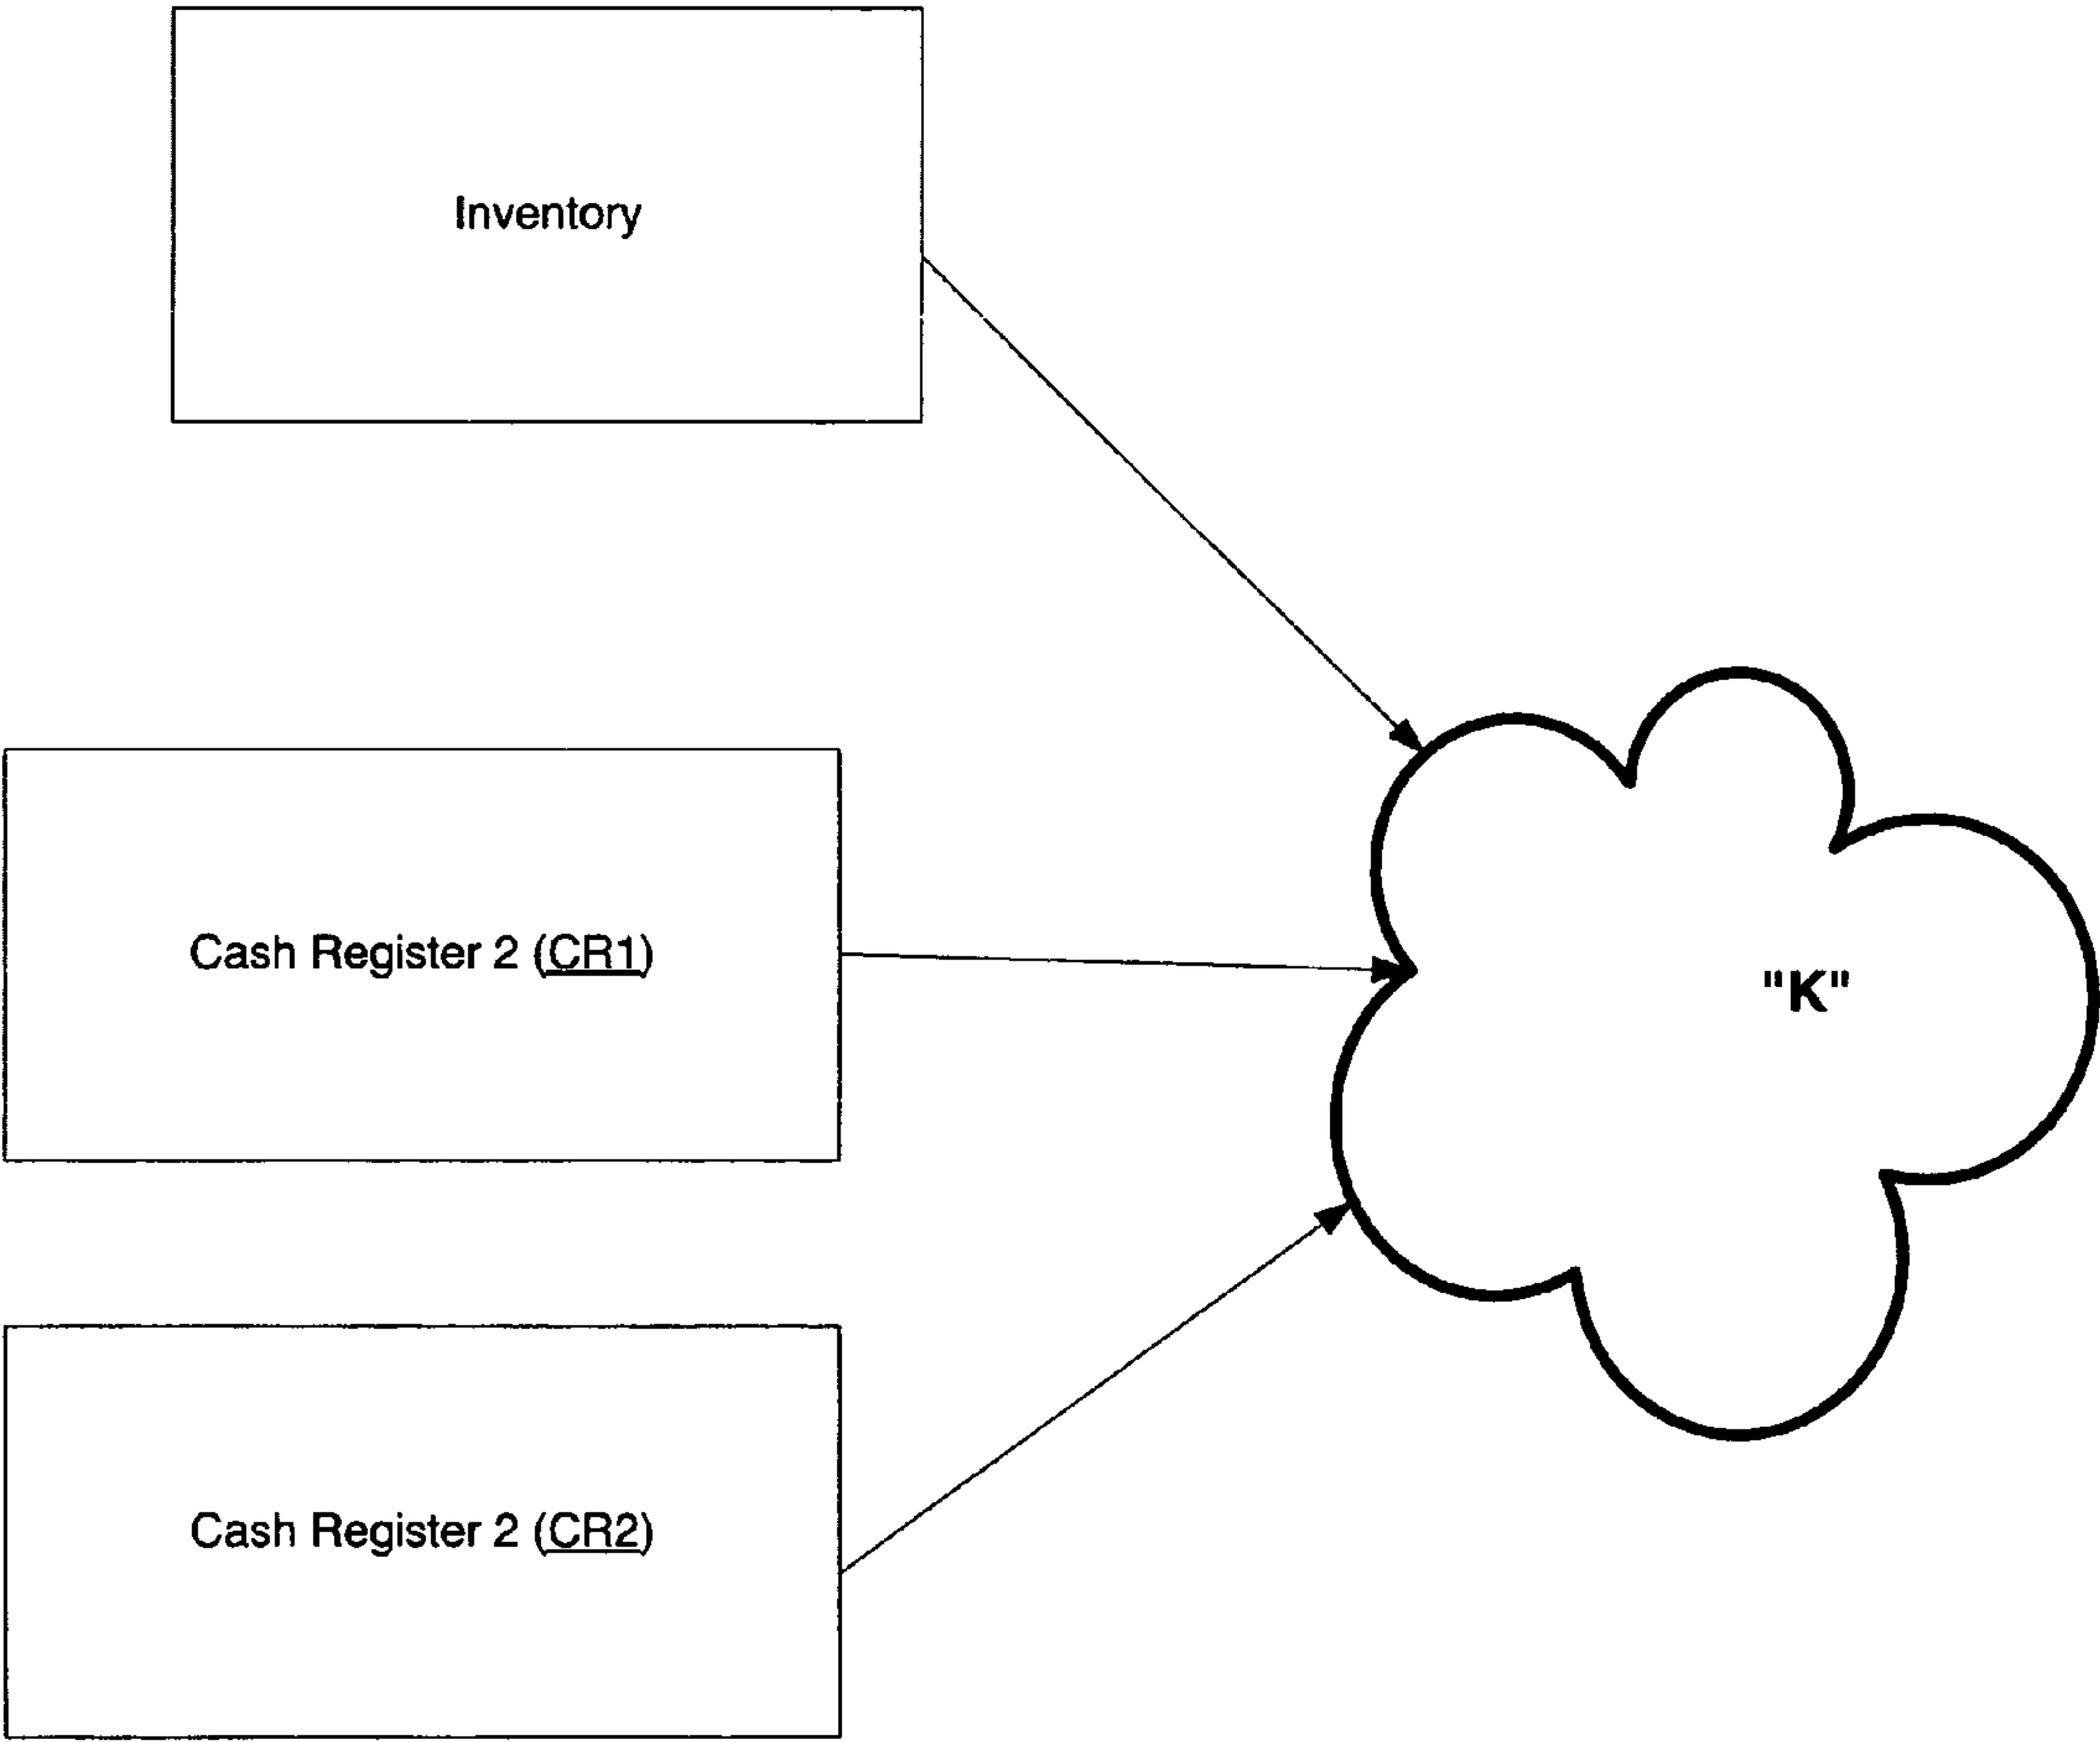 Inventory
Cash Register 2 (CR1)
"K"
Cash Register 2 (CR2)